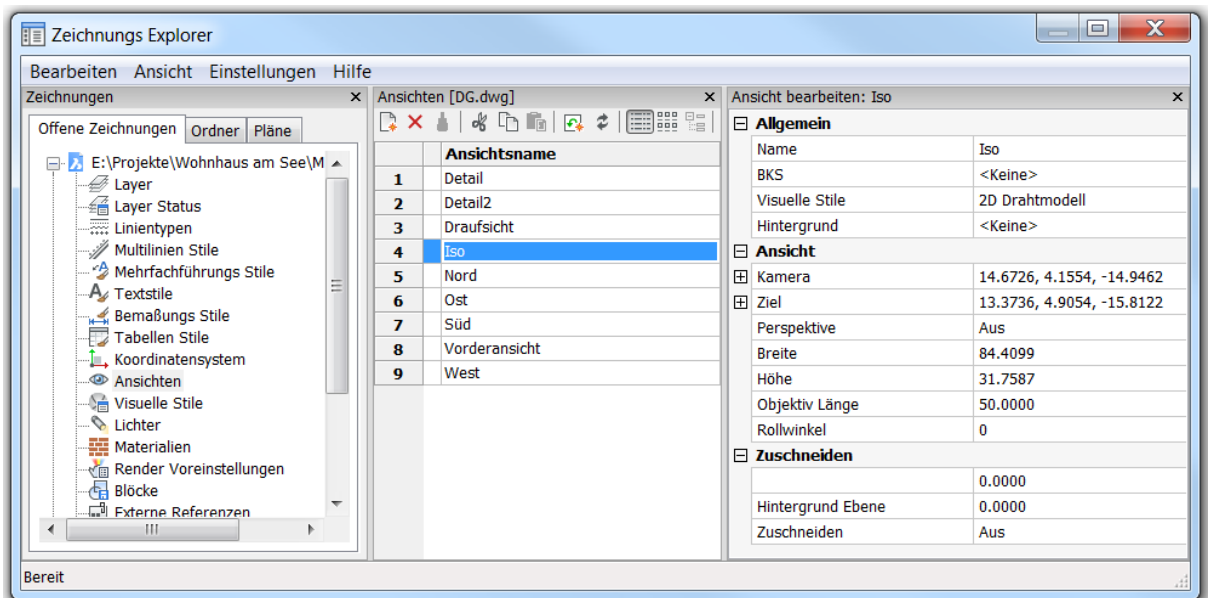 Zeichnungs Explorer
Bearbeiten Ansicht Einstellungen Hilfe
Zeichnungen
Offene Zeichnungen Ordner Pläne
E:\Projekte\Wohnhaus am See\M
Layer
Layer Status
Linientypen
Multilinien Stile
Mehrfachführungs Stile
Textstile
Bemaßungs Stile
Tabellen Stile
Koordinatensystem
Ansichten
Visuelle Stile
Lichter
Materialien
Render Voreinstellungen
Blöcke
Externe Referenzen
Ansichten [DG.dwg]
Ansichtsname
1 Detail
2 Detail2
3 Draufsicht
4 Iso
5 Nord
6 Ost
7 Süd
8 Vorderansicht
9 West
Ansicht bearbeiten: Iso
Allgemein
Name Iso
BKS <Keine>
Visuelle Stile 2D Drahtmodell
Hintergrund <Keine>
Ansicht
Kamera 14.6726, 4.1554, -14.9462
Ziel 13.3736, 4.9054, -15.8122
Perspektive Aus
Breite 84.4099
Höhe 31.7587
Objektiv Länge 50.0000
Rollwinkel 0
Zuschneiden
0.0000
Hintergrund Ebene 0.0000
Zuschneiden Aus
Bereit